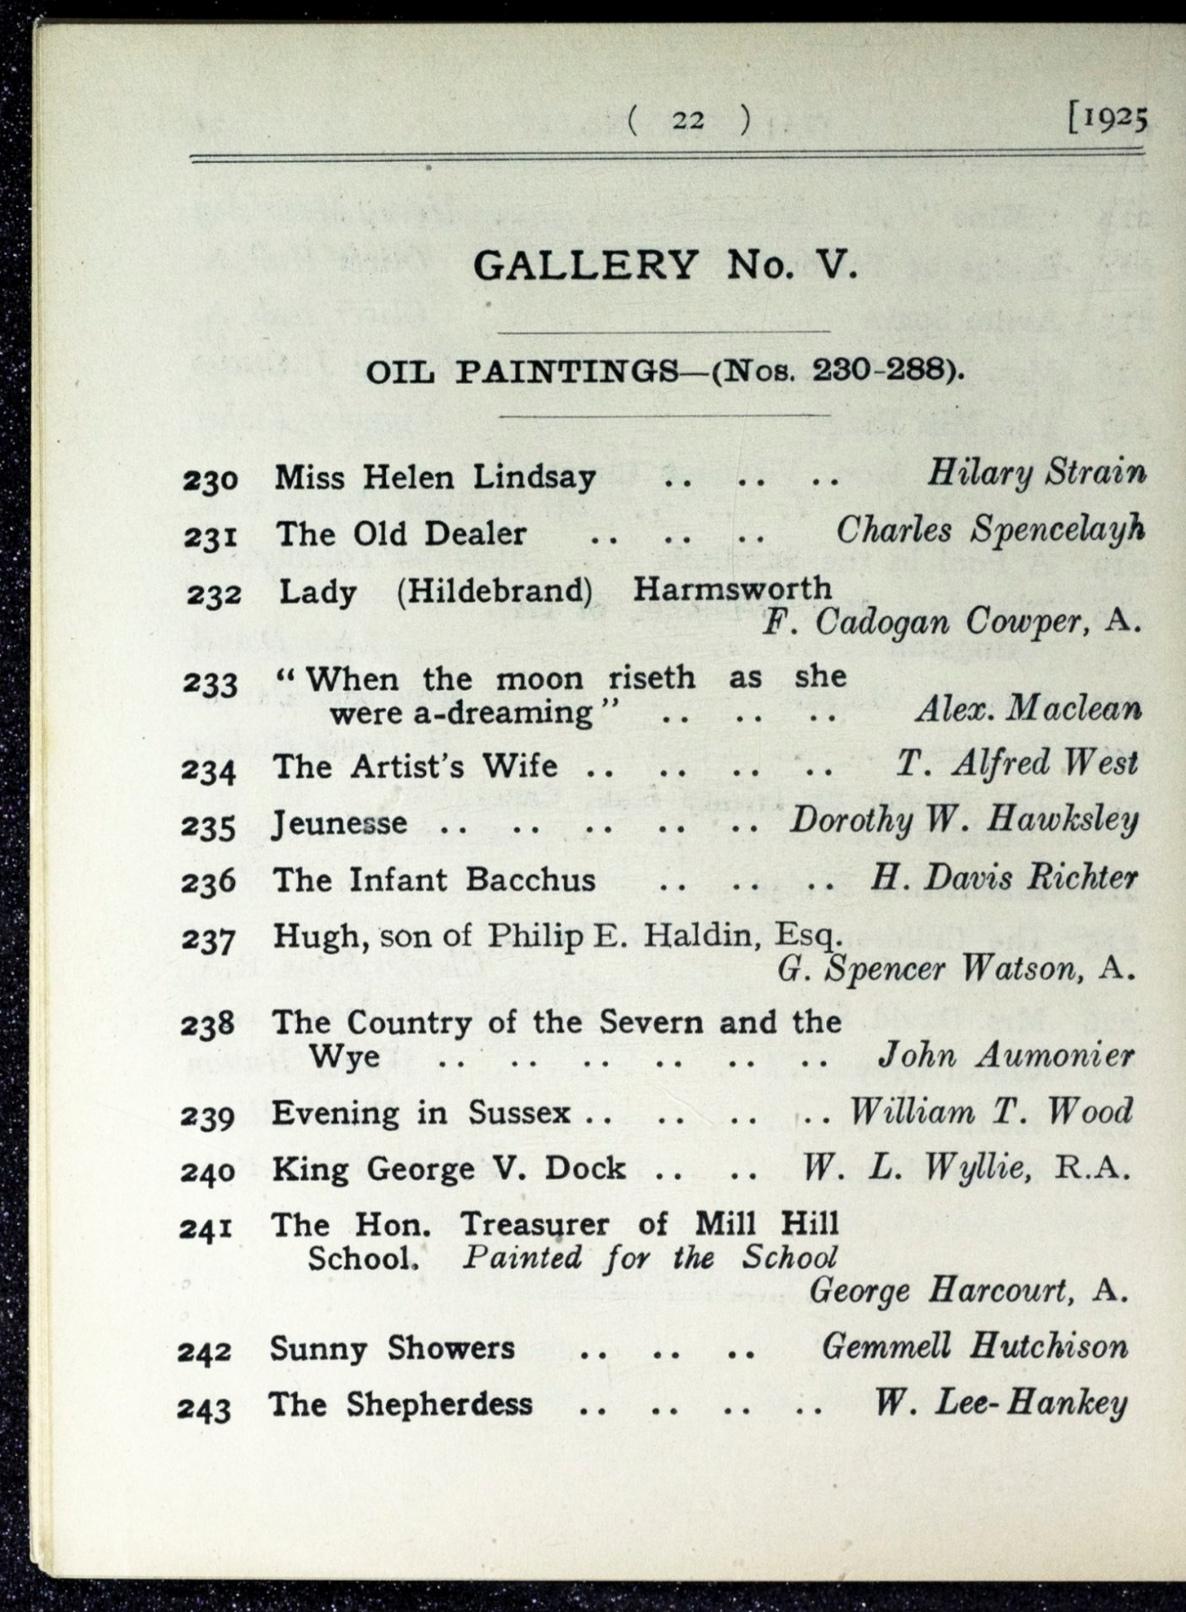 ( 22 ) [1925
GALLERY No. V.
OIL PAINTINGS—(Nos. 230-288).
230 Miss Helen Lindsay .. .. .. Hilary Strain
231 The Old Dealer .. .. .. Charles Spencelayh
232 Lady (Hildebrand) Harmsworth
F. Cadogan Cowper, A.
233 “ When the moon riseth as she
were a-dreaming ” .. .. .. Alex. Maclean
234 The Artist's Wife .. .. .. .. T. Alfred West
235 Jeunesse .. .. .. .. .. Dorothy W. Hawksley
236 The Infant Bacchus .. .. .. H. Davis Richter
237 Hugh, son of Philip E. Haldin, Esq.
G. Spencer Watson, A.
238 The Country of the Severn and the
Wye .. .. .. .. .. .. John Aumonier
239 Evening in Sussex .. .. .. .. William T. Wood
240 King George V. Dock .. .. W. L. Wyllie, R.A.
241 The Hon. Treasurer of Mill Hill
School. Painted for the School
George Harcourt, A.
242 Sunny Showers .. .. .. Gemmell Hutchison
243 The Shepherdess .. .. .. .. W. Lee-Hankey